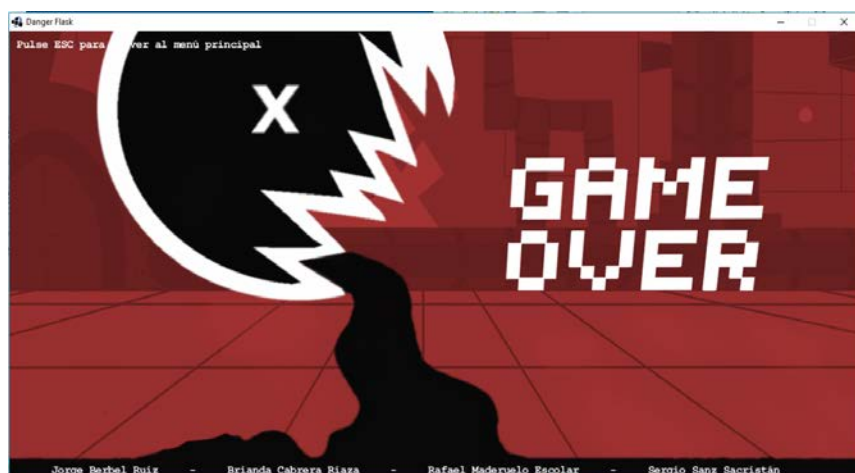 Danger Flask
Pulse ESC para ver al menú principal
X
GAME
OVER
Jorge Berbel Ruiz - Brianda Cabrera Riaza - Rafael Maderuelo Escolar - Sergio Sanz Sacristán